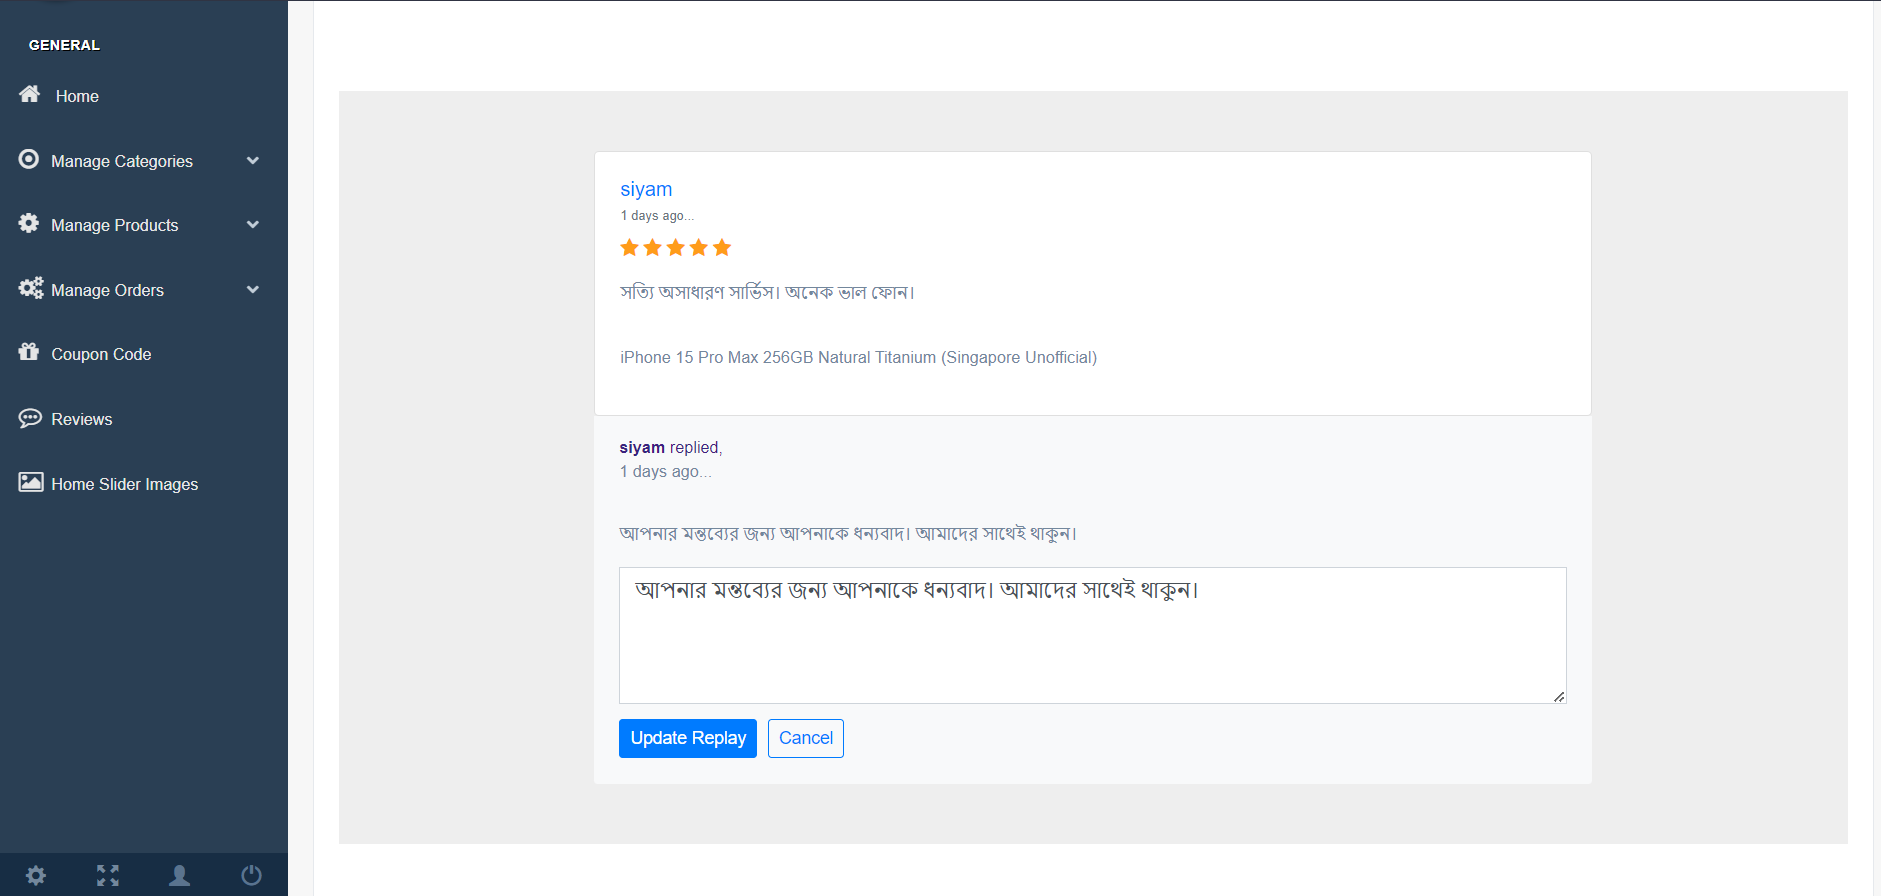 GENERAL
Home
Manage Categories
Manage Products
Manage Orders
Coupon Code
Reviews
Home Slider Images
siyam
1 days ago...
সত্যি অসাধারণ সার্ভিস। অনেক ভাল ফোন।
iPhone 15 Pro Max 256GB Natural Titanium (Singapore Unofficial)
siyam replied,
1 days ago...
আপনার মন্তব্যের জন্য আপনাকে ধন্যবাদ। আমাদের সাথেই থাকুন।
আপনার মন্তব্যের জন্য আপনাকে ধন্যবাদ। আমাদের সাথেই থাকুন।
Update Replay Cancel